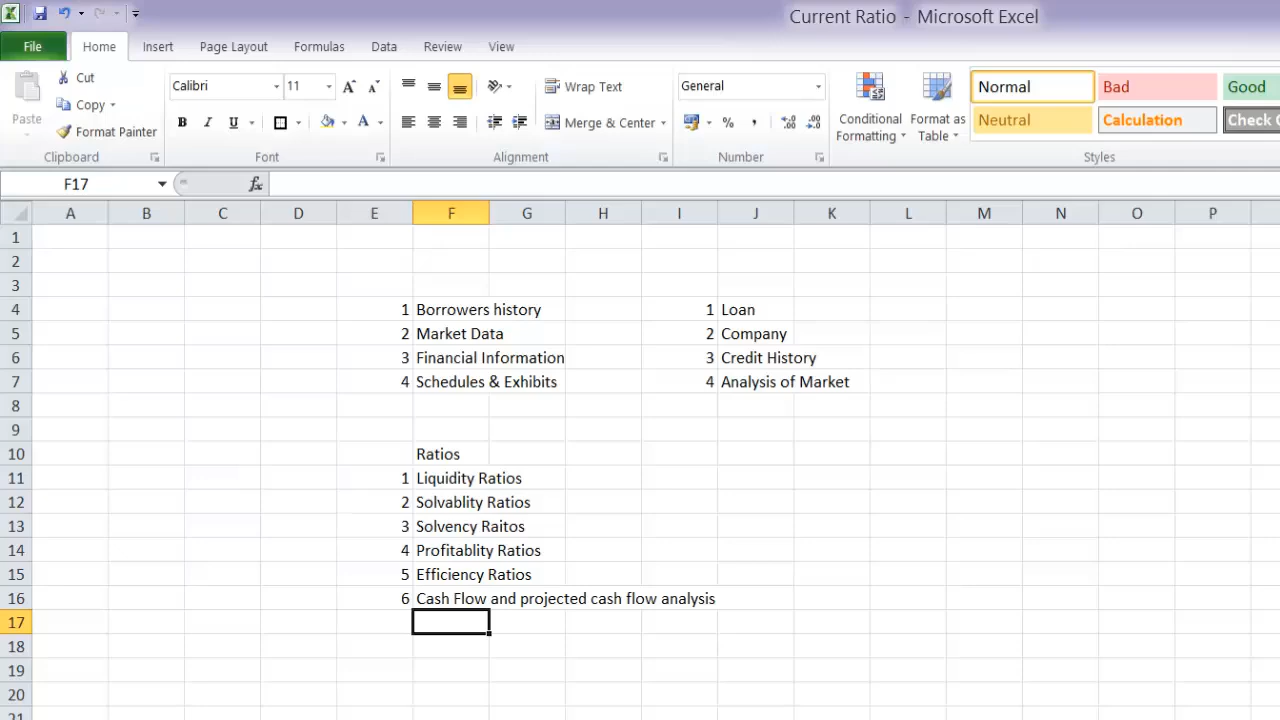 Current Ratio - Microsoft Excel
File Home Insert Page Layout Formulas Data Review View
Paste
Cut
Copy
Format Painter
Clipboard
Calibri 11 A A
B I U A
Font
Wrap Text
Merge & Center
Alignment
General
% ,
Number
Conditional Formatting
Format as Table
Normal Bad Good
Neutral Calculation Check
Styles
F17 fx
A B C D E F G H I J K L M N O P
1
2
3
4 1 Borrowers history 1 Loan
5 2 Market Data 2 Company
6 3 Financial Information 3 Credit History
7 4 Schedules & Exhibits 4 Analysis of Market
8
9
10 Ratios
11 1 Liquidity Ratios
12 2 Solvablity Ratios
13 3 Solvency Raitos
14 4 Profitablity Ratios
15 5 Efficiency Ratios
16 6 Cash Flow and projected cash flow analysis
17
18
19
20
21